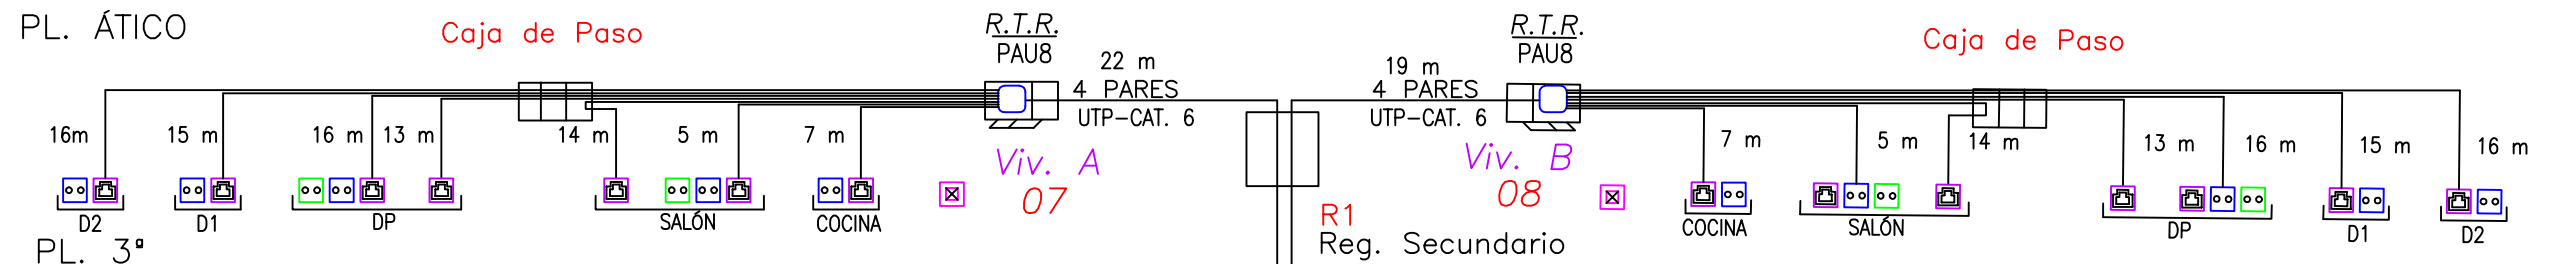 PL. ÁTICO
Caja de Paso
R.T.R.
PAU8
22 m
4 PARES
UTP-CAT. 6
19 m
4 PARES
UTP-CAT. 6
R.T.R.
PAU8
Caja de Paso
16m
15 m
16 m
13 m
14 m
5 m
7 m
Viv. A
07
Viv. B
08
7 m
5 m
14 m
13 m
16 m
15 m
16 m
D2
D1
DP
SALÓN
COCINA
R1
Reg. Secundario
COCINA
SALÓN
DP
D1
D2
PL. 3ª